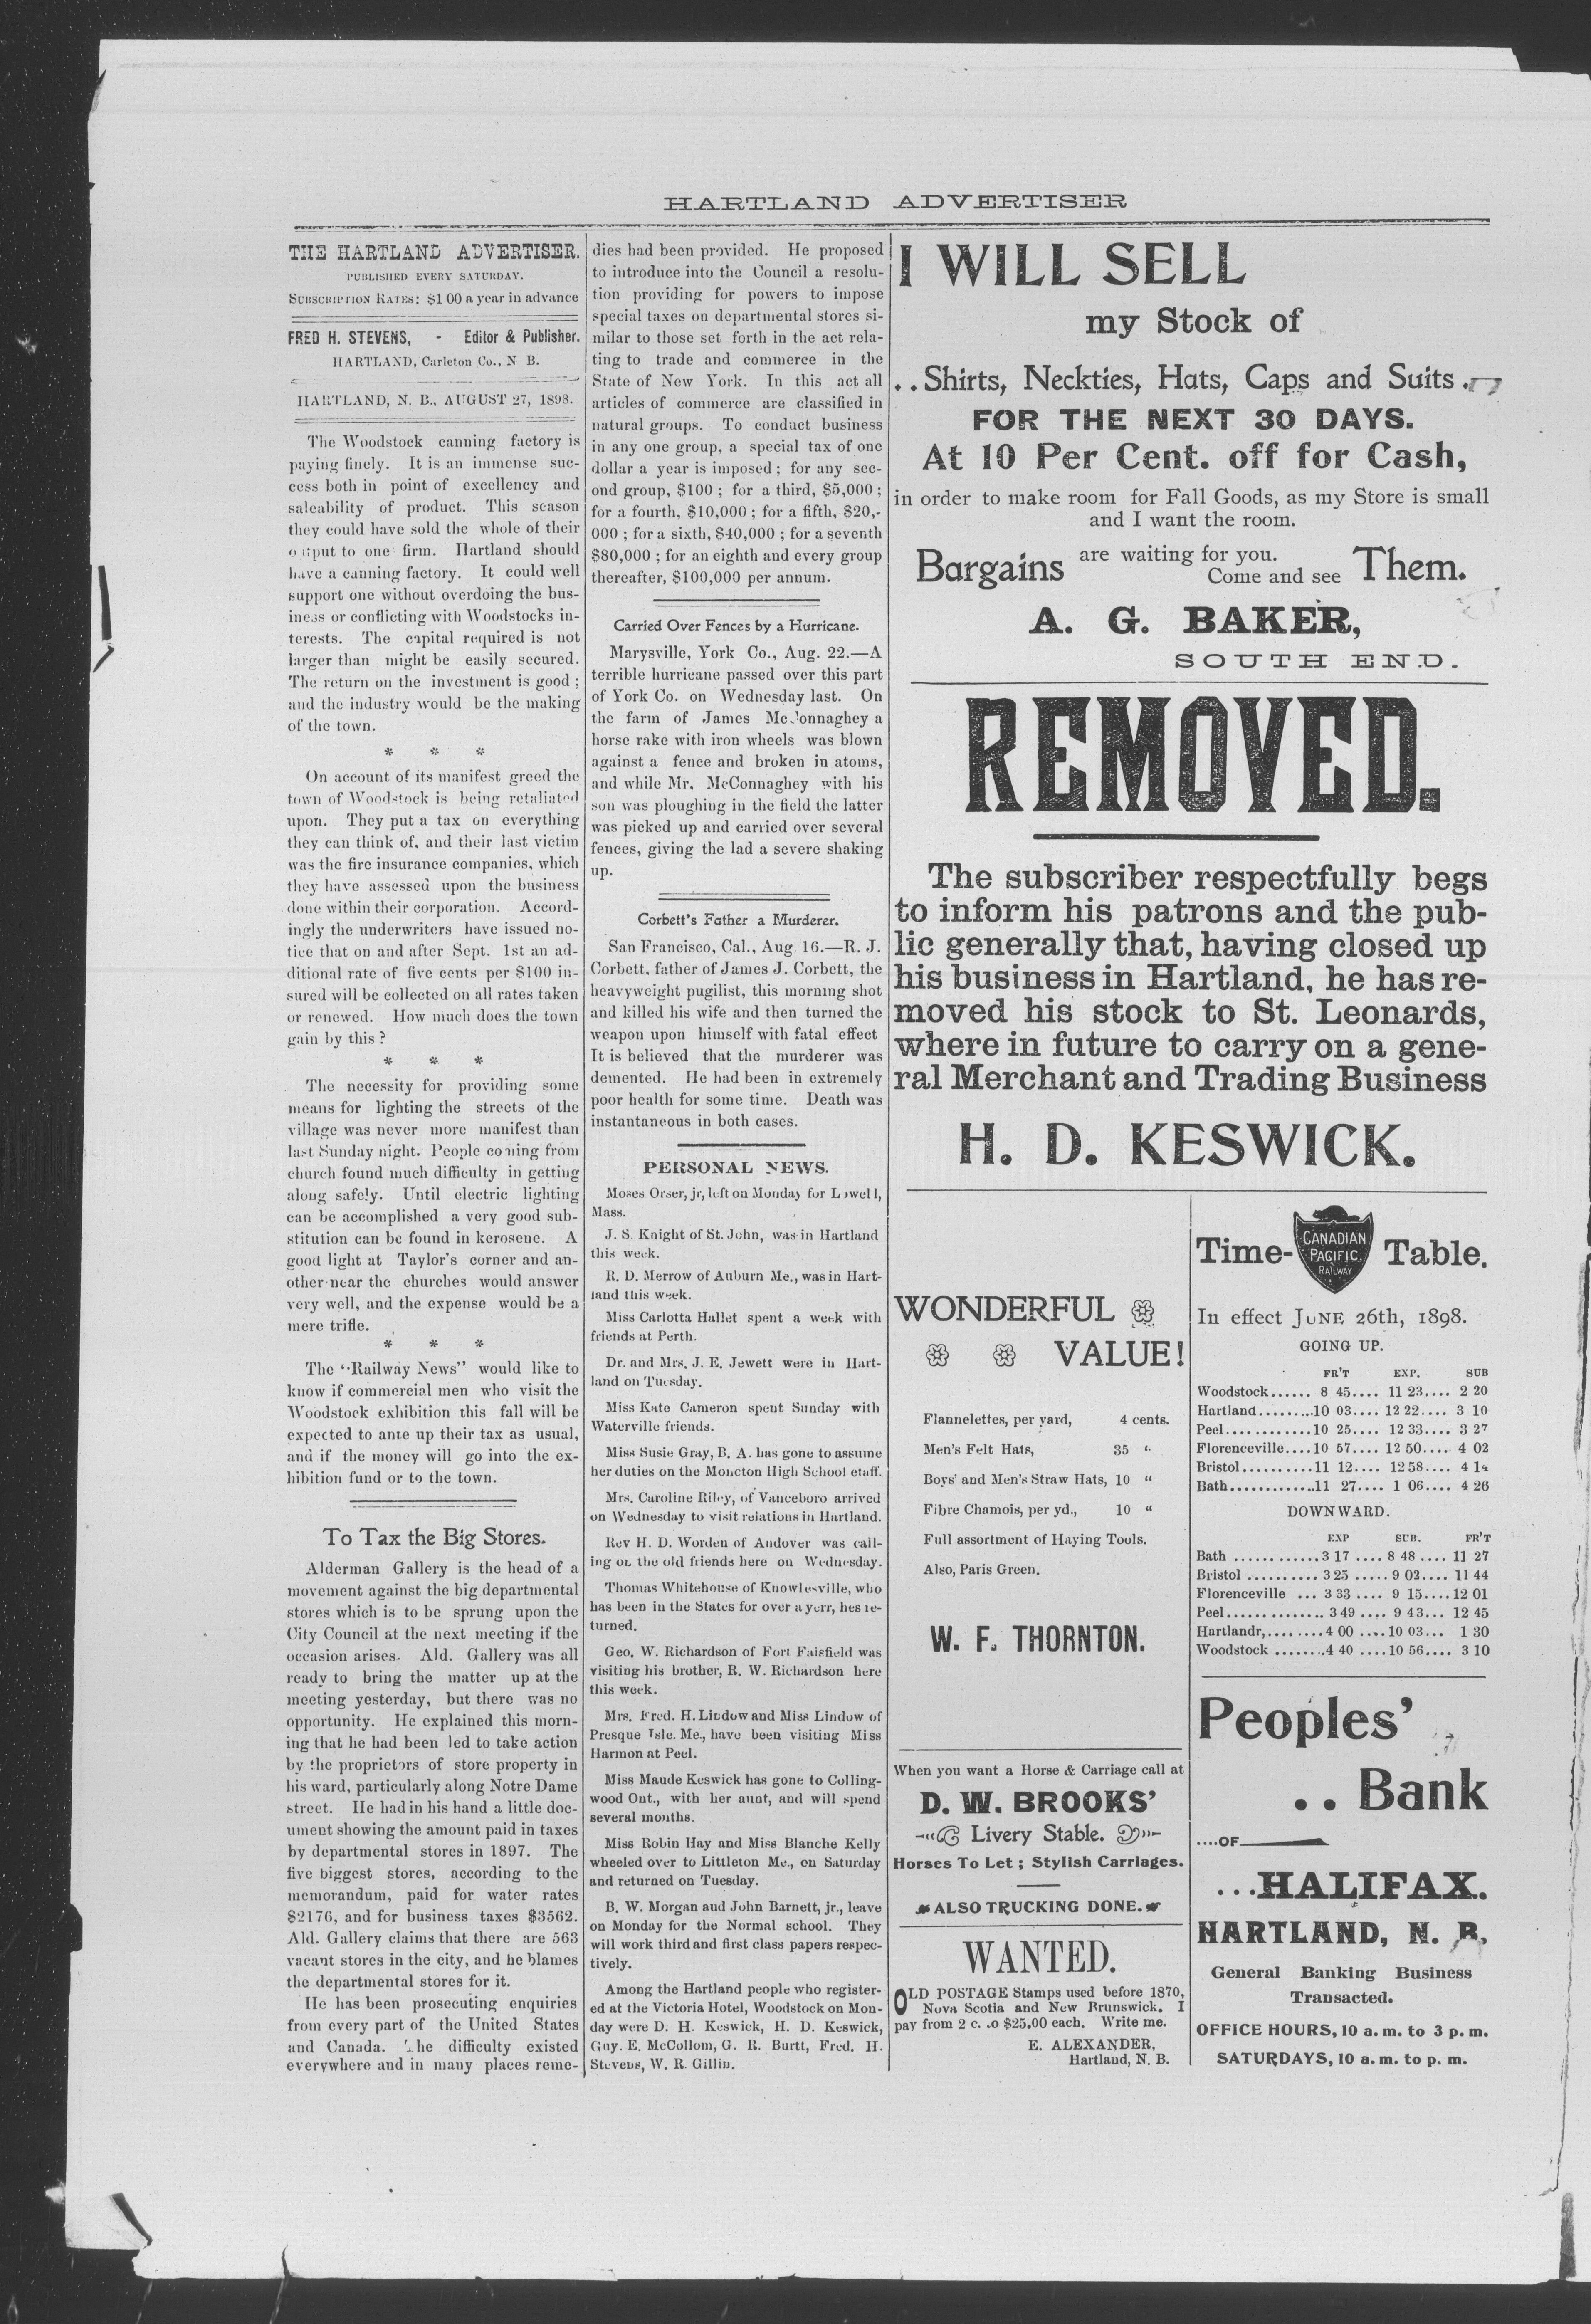 HARTLAND ADVERTISER
THE HARTLAND ADVERTISER.
PUBLISHED EVERY SATURDAY.
SUBSCRIPTION RATES: $1 00 a year in advance
FRED H. STEVENS, - Editor & Publisher.
HARTLAND, Carleton Co., N B.
HARTLAND, N. B., AUGUST 27, 1898.
The Woodstock canning factory is
paying finely. It is an immense suc-
cess both in point of excellency and
saleability of product. This season
they could have sold the whole of their
output to one firm. Hartland should
have a canning factory. It could well
support one without overdoing the bus-
iness or conflicting with Woodstocks in-
terests. The capital required is not
larger than might be easily secured.
The return on the investment is good ;
and the industry would be the making
of the town.
* * *
On account of its manifest greed the
town of Woodstock is being retaliated
upon. They put a tax on everything
they can think of, and their last victim
was the fire insurance companies, which
they have assessed upon the business
done within their corporation. Accord-
ingly the underwriters have issued no-
tice that on and after Sept. 1st an ad-
ditional rate of five cents per $100 in-
sured will be collected on all rates taken
or renewed. How much does the town
gain by this ?
* * *
The necessity for providing some
means for lighting the streets of the
village was never more manifest than
last Sunday night. People coming from
church found much difficulty in getting
along safely. Until electric lighting
can be accomplished a very good sub-
stitution can be found in kerosene. A
good light at Taylor's corner and an-
other near the churches would answer
very well, and the expense would be a
mere trifle.
* * *
The "Railway News" would like to
know if commercial men who visit the
Woodstock exhibition this fall will be
expected to ante up their tax as usual,
and if the money will go into the ex-
hibition fund or to the town.
To Tax the Big Stores.
Alderman Gallery is the head of a
movement against the big departmental
stores which is to be sprung upon the
City Council at the next meeting if the
occasion arises. Ald. Gallery was all
ready to bring the matter up at the
meeting yesterday, but there was no
opportunity. He explained this morn-
ing that he had been led to take action
by the proprietors of store property in
his ward, particularly along Notre Dame
street. He had in his hand a little doc-
ument showing the amount paid in taxes
by departmental stores in 1897. The
five biggest stores, according to the
memorandum, paid for water rates
$2176, and for business taxes $3562.
Ald. Gallery claims that there are 563
vacant stores in the city, and he blames
the departmental stores for it.
He has been prosecuting enquiries
from every part of the United States
and Canada. The difficulty existed
everywhere and in many places reme-
dies had been provided. He proposed
to introduce into the Council a resolu-
tion providing for powers to impose
special taxes on departmental stores si-
milar to those set forth in the act rela-
ting to trade and commerce in the
State of New York. In this act all
articles of commerce are classified in
natural groups. To conduct business
in any one group, a special tax of one
dollar a year is imposed; for any sec-
ond group, $100 ; for a third, $5,000 ;
for a fourth, $10,000 ; for a fifth, $20,-
000 ; for a sixth, $40,000 ; for a seventh
$80,000 ; for an eighth and every group
thereafter, $100,000 per annum.
Carried Over Fences by a Hurricane.
Marysville, York Co., Aug. 22.—A
terrible hurricane passed over this part
of York Co. on Wednesday last. On
the farm of James McConnaghey a
horse rake with iron wheels was blown
against a fence and broken in atoms,
and while Mr. McConnaghey with his
son was ploughing in the field the latter
was picked up and carried over several
fences, giving the lad a severe shaking
up.
Corbett's Father a Murderer.
San Francisco, Cal., Aug 16.—R. J.
Corbett, father of James J. Corbett, the
heavyweight pugilist, this morning shot
and killed his wife and then turned the
weapon upon himself with fatal effect
It is believed that the murderer was
demented. He had been in extremely
poor health for some time. Death was
instantaneous in both cases.
PERSONAL NEWS.
Moses Orser, jr, left on Monday for Lowell,
Mass.
J. S. Knight of St. John, was in Hartland
this week.
R. D. Merrow of Auburn Me., was in Hart-
land this week.
Miss Carlotta Hallet spent a week with
friends at Perth.
Dr. and Mrs. J. E. Jewett were in Hart-
land on Tuesday.
Miss Kate Cameron spent Sunday with
Waterville friends.
Miss Susie Gray, B. A. has gone to assume
her duties on the Moncton High School staff.
Mrs. Caroline Riley, of Vanceboro arrived
on Wednesday to visit relations in Hartland.
Rev H. D. Worden of Andover was call-
ing on the old friends here on Wednesday.
Thomas Whitehouse of Knowlesville, who
has been in the States for over a yerr, hes re-
turned.
Geo. W. Richardson of Fort Fairfield was
visiting his brother, R. W. Richardson here
this week.
Mrs. Fred. H. Lindow and Miss Lindow of
Presque Isle. Me., have been visiting Miss
Harmon at Peel.
Miss Maude Keswick has gone to Colling-
wood Ont., with her aunt, and will spend
several months.
Miss Robin Hay and Miss Blanche Kelly
wheeled over to Littleton Me., on Saturday
and returned on Tuesday.
B. W. Morgan and John Barnett, jr., leave
on Monday for the Normal school. They
will work third and first class papers respec-
tively.
Among the Hartland people who register-
ed at the Victoria Hotel, Woodstock on Mon-
day were D. H. Keswick, H. D. Keswick,
Guy. E. McCollom, G. R. Burtt, Fred. H.
Stevens, W. R. Gillin.
I WILL SELL
my Stock of
. . Shirts, Neckties, Hats, Caps and Suits . .
FOR THE NEXT 30 DAYS.
At 10 Per Cent. off for Cash,
in order to make room for Fall Goods, as my Store is small
and I want the room.
Bargains are waiting for you. Come and see Them.
A. G. BAKER,
SOUTH END.
REMOVED.
The subscriber respectfully begs
to inform his patrons and the pub-
lic generally that, having closed up
his business in Hartland, he has re-
moved his stock to St. Leonards,
where in future to carry on a gene-
ral Merchant and Trading Business
H. D. KESWICK.
WONDERFUL
VALUE!
Flannelettes, per yard, 4 cents.
Men's Felt Hats, 35 "
Boys' and Men's Straw Hats, 10 "
Fibre Chamois, per yd., 10 "
Full assortment of Haying Tools.
Also, Paris Green.
W. F. THORNTON.
When you want a Horse & Carriage call at
D. W. BROOKS'
Livery Stable.
Horses To Let ; Stylish Carriages.
ALSO TRUCKING DONE.
WANTED.
OLD POSTAGE Stamps used before 1870,
Nova Scotia and New Brunswick. I
pay from 2 c. to $25.00 each. Write me.
E. ALEXANDER,
Hartland, N. B.
Time- CANADIAN PACIFIC RAILWAY Table.
In effect JUNE 26th, 1898.
GOING UP.
FR'T EXP. SUB
Woodstock...... 8 45.... 11 23.... 2 20
Hartland.........10 03.... 12 22.... 3 10
Peel............10 25.... 12 33.... 3 27
Florenceville....10 57.... 12 50.... 4 02
Bristol..........11 12.... 12 58.... 4 14
Bath............11 27.... 1 06.... 4 26
DOWNWARD.
EXP SUB. FR'T
Bath ............3 17 .... 8 48 .... 11 27
Bristol .......... 3 25 ..... 9 02.... 11 44
Florenceville ... 3 33 .... 9 15....12 01
Peel.............. 3 49 .... 9 43... 12 45
Hartlandr,........4 00 ....10 03... 1 30
Woodstock ........4 40 ....10 56.... 3 10
Peoples'
. . Bank
....OF
...HALIFAX.
HARTLAND, N. B.
General Banking Business
Transacted.
OFFICE HOURS, 10 a. m. to 3 p. m.
SATURDAYS, 10 a. m. to p. m.